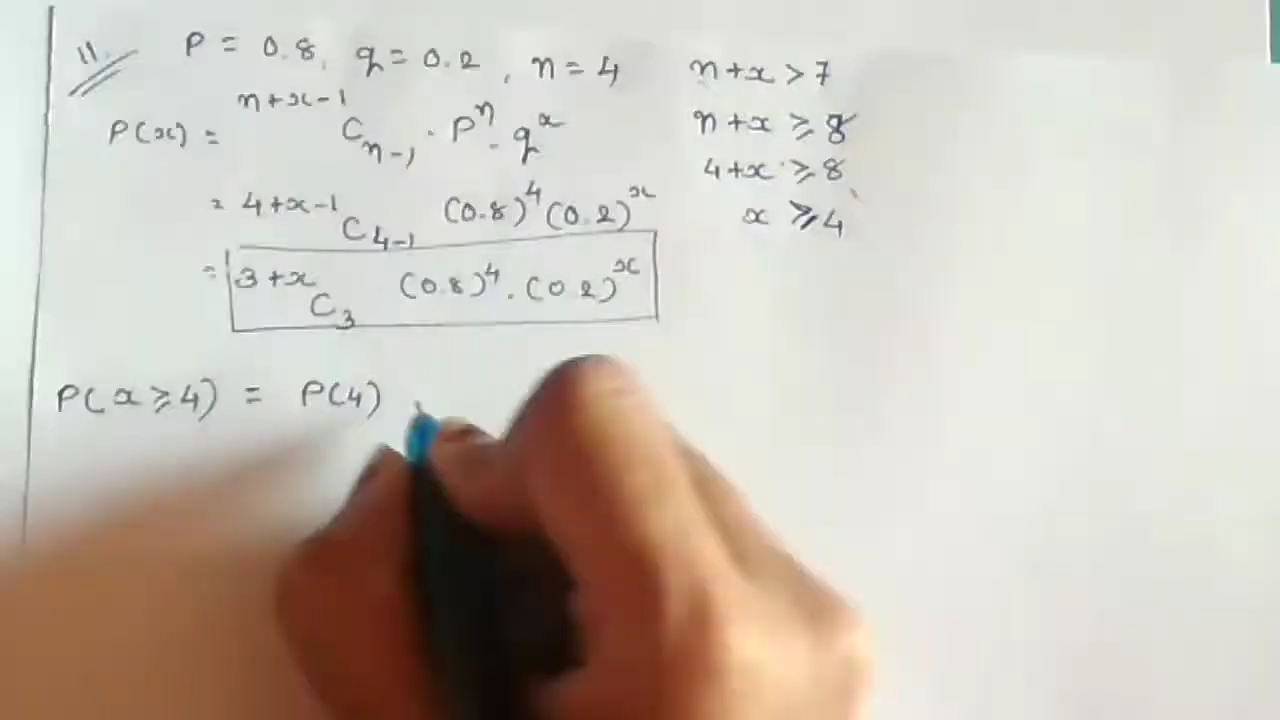 11. P = 0.8, q = 0.2, n = 4
P(x) = n+x-1 C n-1 . P^n . q^x
= 4+x-1 C 4-1 (0.8)^4 (0.2)^x
= 3+x C 3 (0.8)^4 . (0.2)^x
n+x > 7
n+x ≥ 8
4+x ≥ 8
x ≥ 4
P(x ≥ 4) = P(4)